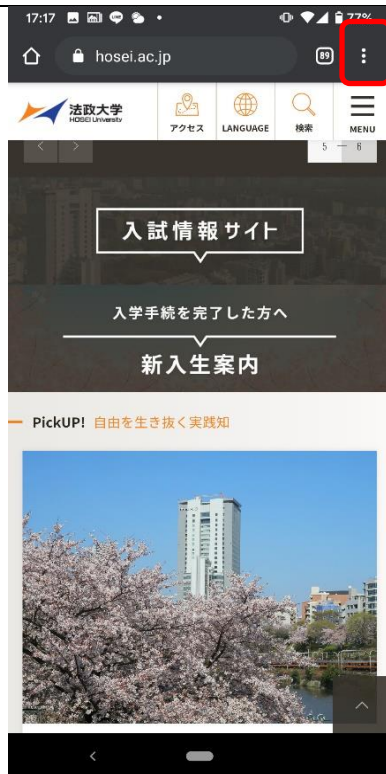 17:17
77%
hosei.ac.jp
89
法政大学
HOSEI University
アクセス
LANGUAGE
検索
MENU
5 — 6
入試情報サイト
入学手続を完了した方へ
新入生案内
PickUP! 自由を生き抜く実践知